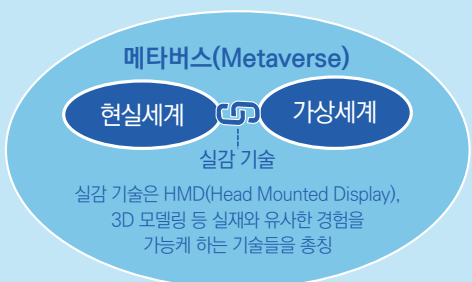 메타버스(Metaverse)
현실세계 가상세계
실감 기술
실감 기술은 HMD(Head Mounted Display),
3D 모델링 등 실재와 유사한 경험을
가능케 하는 기술들을 총칭